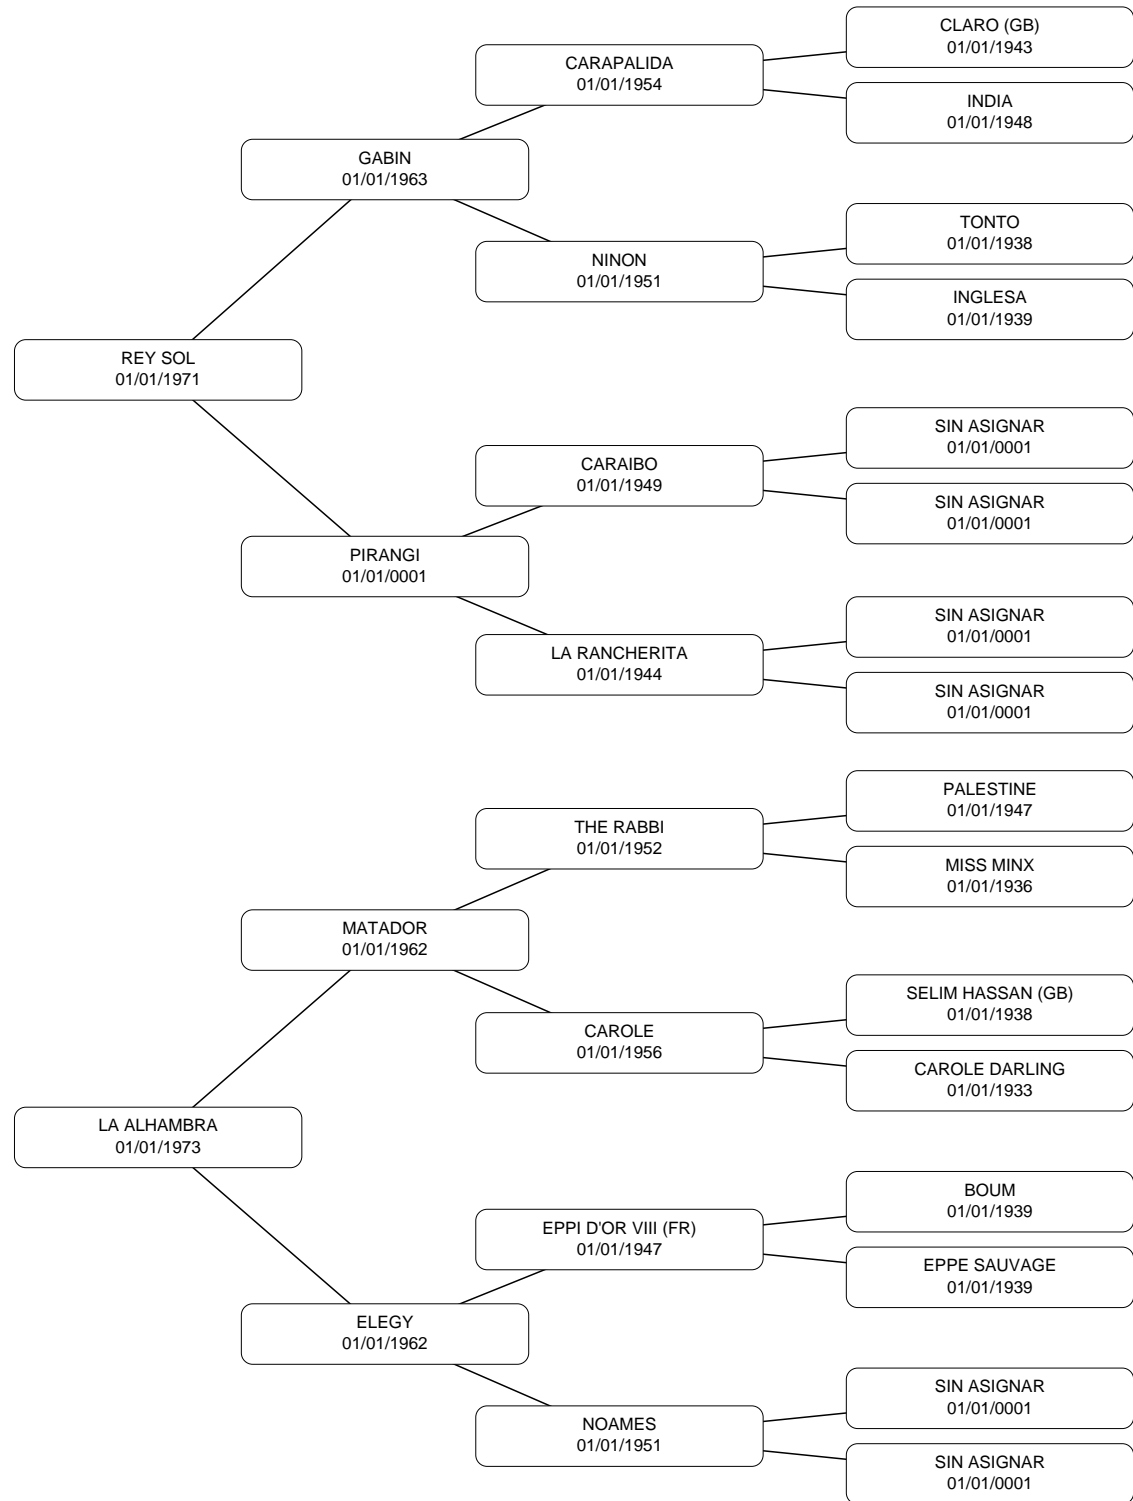 CLARO (GB)
01/01/1943
CARAPALIDA
01/01/1954
INDIA
01/01/1948
GABIN
01/01/1963
TONTO
01/01/1938
NINON
01/01/1951
INGLESA
01/01/1939
REY SOL
01/01/1971
SIN ASIGNAR
01/01/0001
CARAIBO
01/01/1949
SIN ASIGNAR
01/01/0001
PIRANGI
01/01/0001
SIN ASIGNAR
01/01/0001
LA RANCHERITA
01/01/1944
SIN ASIGNAR
01/01/0001
PALESTINE
01/01/1947
THE RABBI
01/01/1952
MISS MINX
01/01/1936
MATADOR
01/01/1962
SELIM HASSAN (GB)
01/01/1938
CAROLE
01/01/1956
CAROLE DARLING
01/01/1933
LA ALHAMBRA
01/01/1973
BOUM
01/01/1939
EPPI D'OR VIII (FR)
01/01/1947
EPPE SAUVAGE
01/01/1939
ELEGY
01/01/1962
SIN ASIGNAR
01/01/0001
NOAMES
01/01/1951
SIN ASIGNAR
01/01/0001